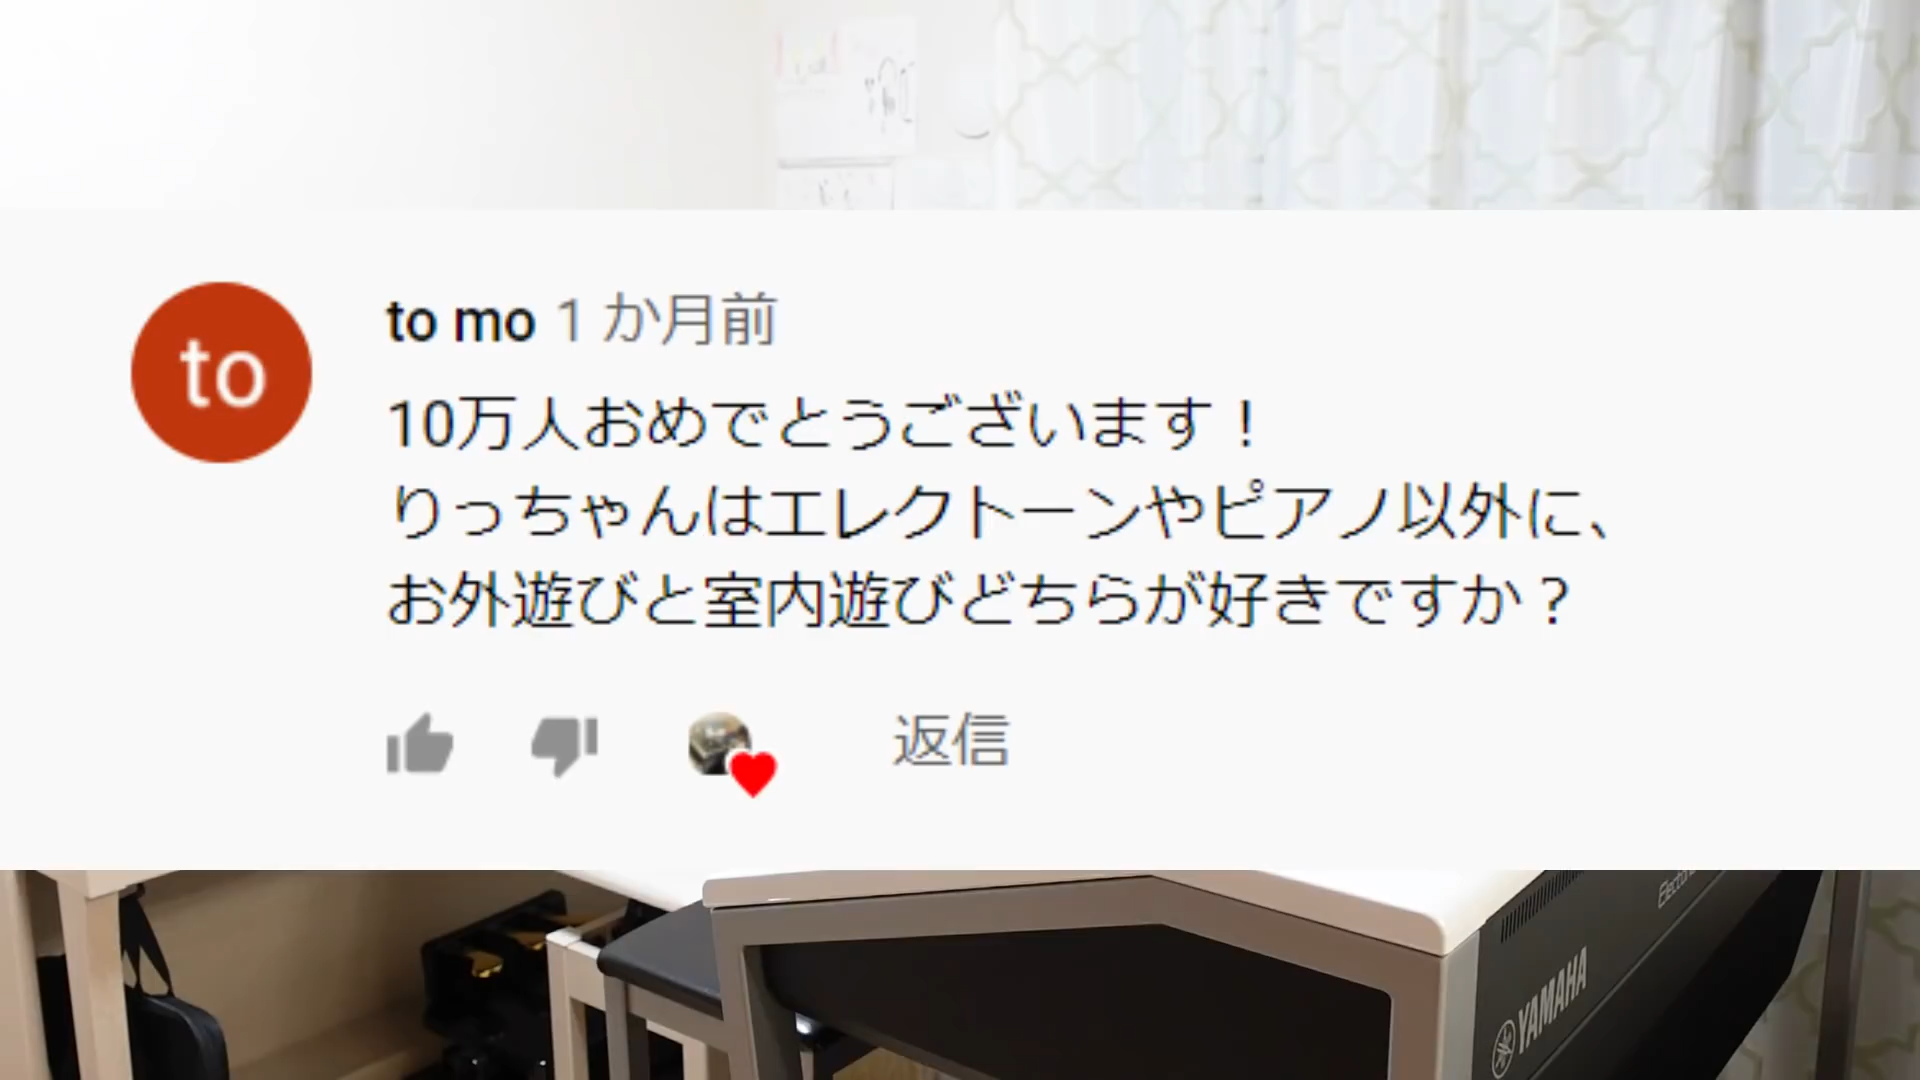 to
to mo 1 か月前
10万人おめでとうございます！
りっちゃんはエレクトーンやピアノ以外に、
お外遊びと室内遊びどちらが好きですか？
返信
YAMAHA